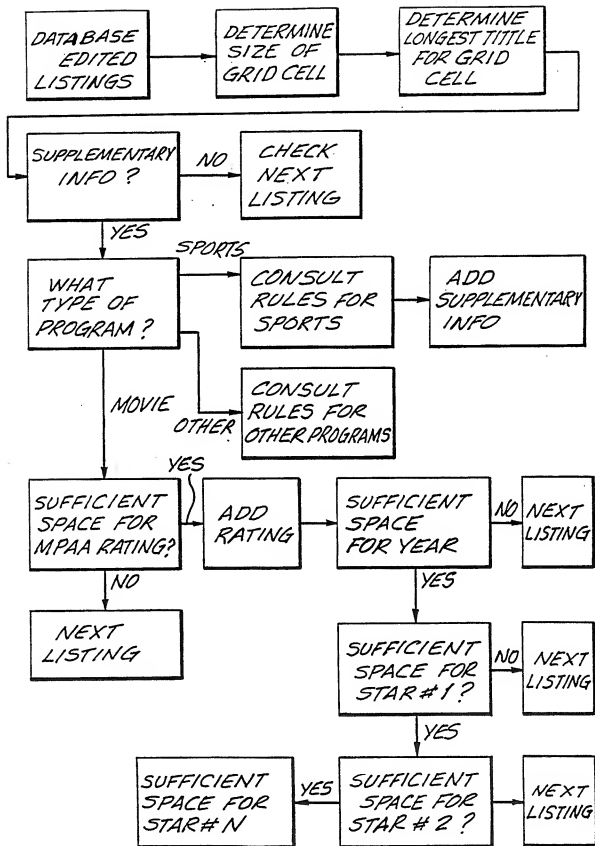 DATABASE
EDITED
LISTINGS
DETERMINE
SIZE OF
GRID CELL
DETERMINE
LONGEST TITTLE
FOR GRID
CELL
SUPPLEMENTARY
INFO ?
NO
CHECK
NEXT
LISTING
YES
WHAT
TYPE OF
PROGRAM ?
SPORTS
CONSULT
RULES FOR
SPORTS
ADD
SUPPLEMENTARY
INFO
MOVIE
OTHER
CONSULT
RULES FOR
OTHER PROGRAMS
SUFFICIENT
SPACE FOR
MPAA RATING?
YES
ADD
RATING
SUFFICIENT
SPACE
FOR YEAR
NO
NEXT
LISTING
NO
NEXT
LISTING
YES
SUFFICIENT
SPACE FOR
STAR # 1 ?
NO
NEXT
LISTING
YES
SUFFICIENT
SPACE FOR
STAR # N
YES
SUFFICIENT
SPACE FOR
STAR # 2 ?
NEXT
LISTING